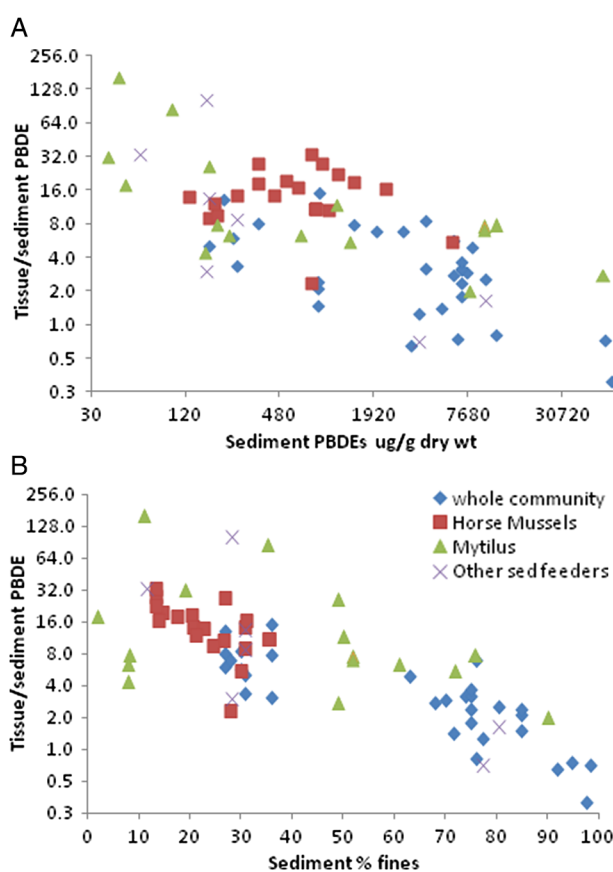 A
256.0
128.0
64.0
32.0
16.0
8.0
4.0
2.0
1.0
0.5
0.3
Tissue/sediment PBDE
30 120 480 1920 7680 30720
Sediment PBDEs ug/g dry wt
B
256.0
128.0
64.0
32.0
16.0
8.0
4.0
2.0
1.0
0.5
0.3
Tissue/sediment PBDE
whole community
Horse Mussels
Mytilus
Other sed feeders
0 10 20 30 40 50 60 70 80 90 100
Sediment % fines